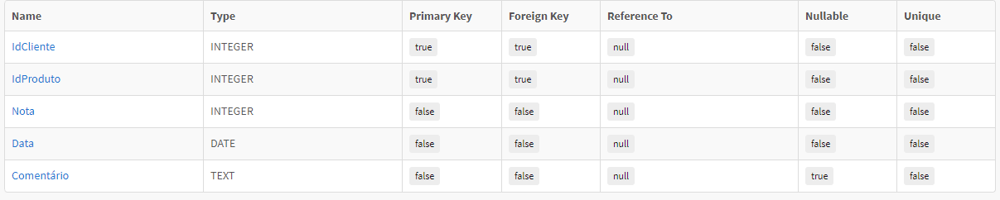 Name Type Primary Key Foreign Key Reference To Nullable Unique
IdCliente INTEGER true true null false false
IdProduto INTEGER true true null false false
Nota INTEGER false false null false false
Data DATE false false null false false
Comentário TEXT false false null true false